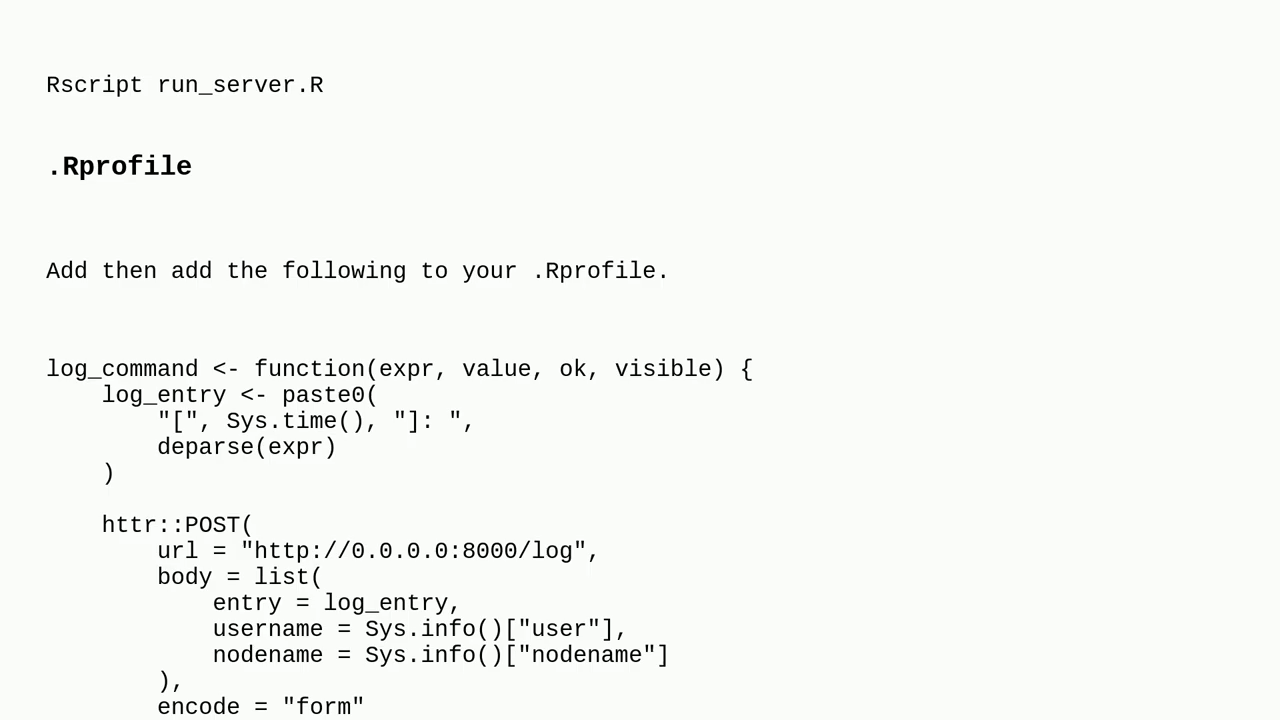 Rscript run_server.R
.Rprofile
Add then add the following to your .Rprofile.
log_command <- function(expr, value, ok, visible) {
    log_entry <- paste0(
        "[", Sys.time(), "]: ",
        deparse(expr)
    )
    httr::POST(
        url = "http://0.0.0.0:8000/log",
        body = list(
            entry = log_entry,
            username = Sys.info()["user"],
            nodename = Sys.info()["nodename"]
        ),
        encode = "form"